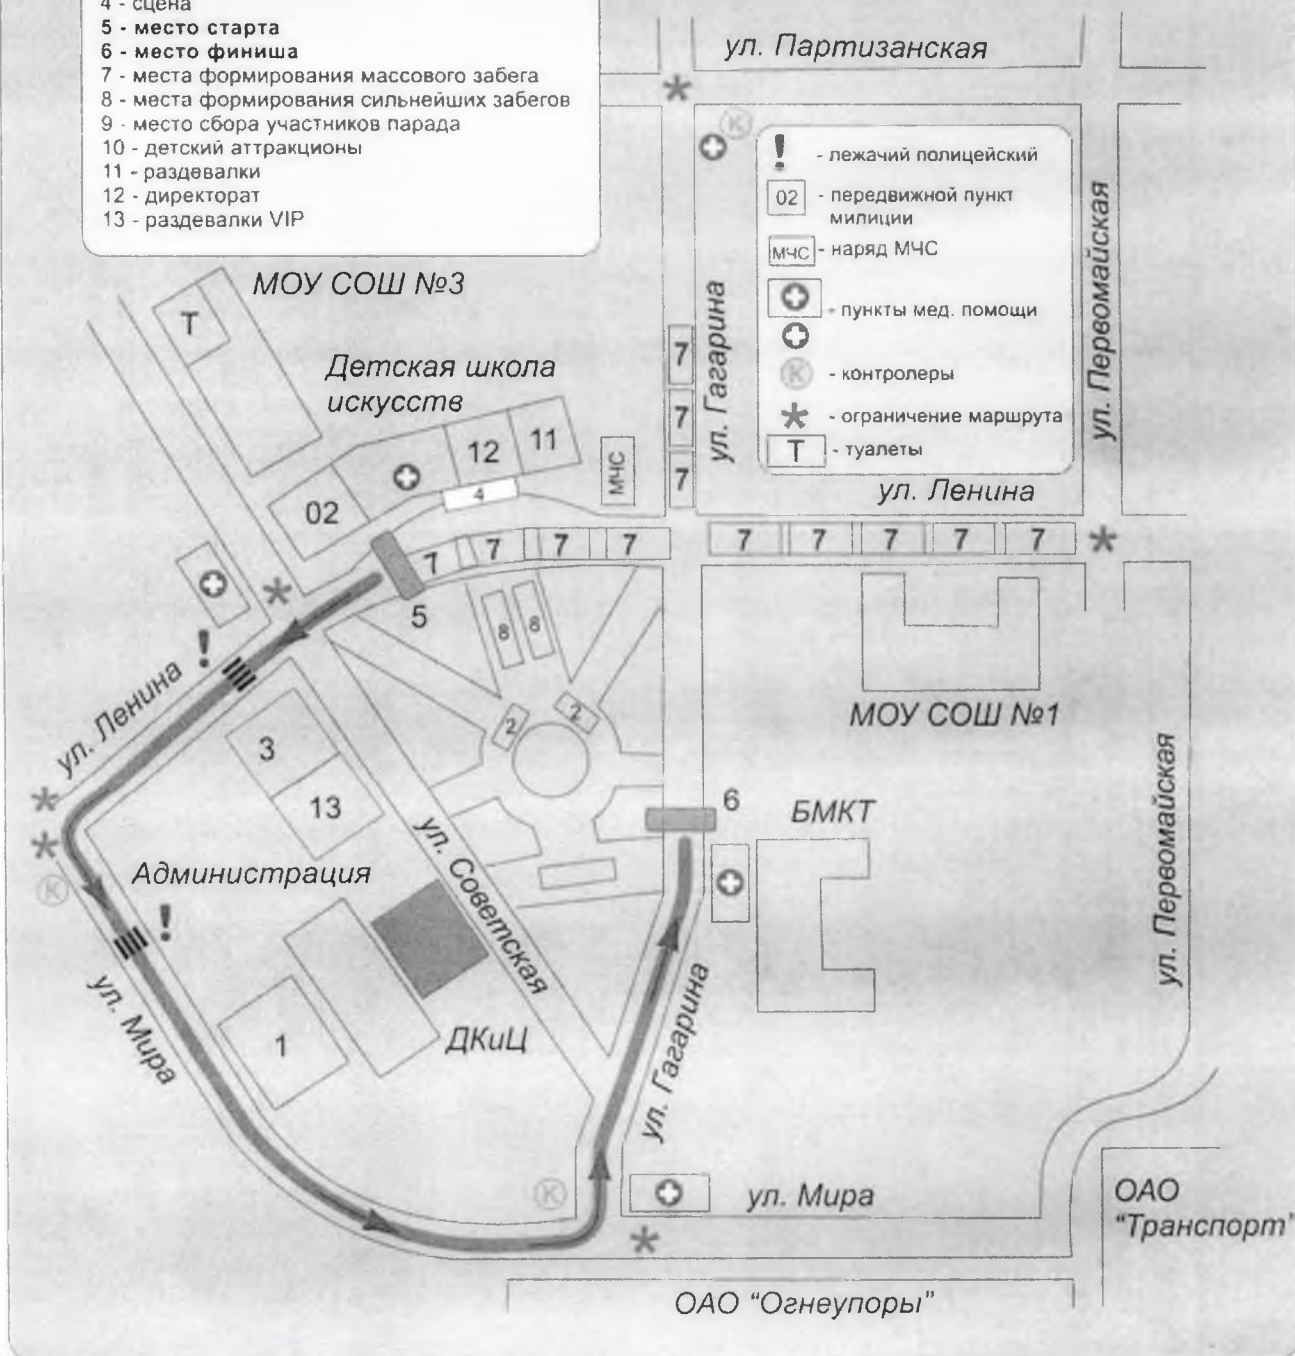 4 - сцена
5 - место старта
6 - место финиша
7 - места формирования массового забега
8 - места формирования сильнейших забегов
9 - место сбора участников парада
10 - детский аттракционы
11 - раздевалки
12 - директорат
13 - раздевалки VIP
ул. Партизанская
К
! - лежачий полицейский
02 - передвижной пункт
милиции
МЧС - наряд МЧС
- пункты мед. помощи
К - контролеры
* - ограничение маршрута
Т - туалеты
ул. Гагарина
ул. Первомайская
МОУ СОШ №3
Т
Детская школа
искусств
12
11
МЧС
02
4
7
7
7
ул. Ленина
7
7
7
7
7
7
7
7
7
5
8
8
!
ул. Ленина
2
2
3
13
МОУ СОШ №1
ул. Первомайская
6
БМКТ
К
Администрация
!
ул. Советская
ул. Мира
1
ДКиЦ
ул. Гагарина
К
ул. Мира
ОАО
"Транспорт"
ОАО "Огнеупоры"